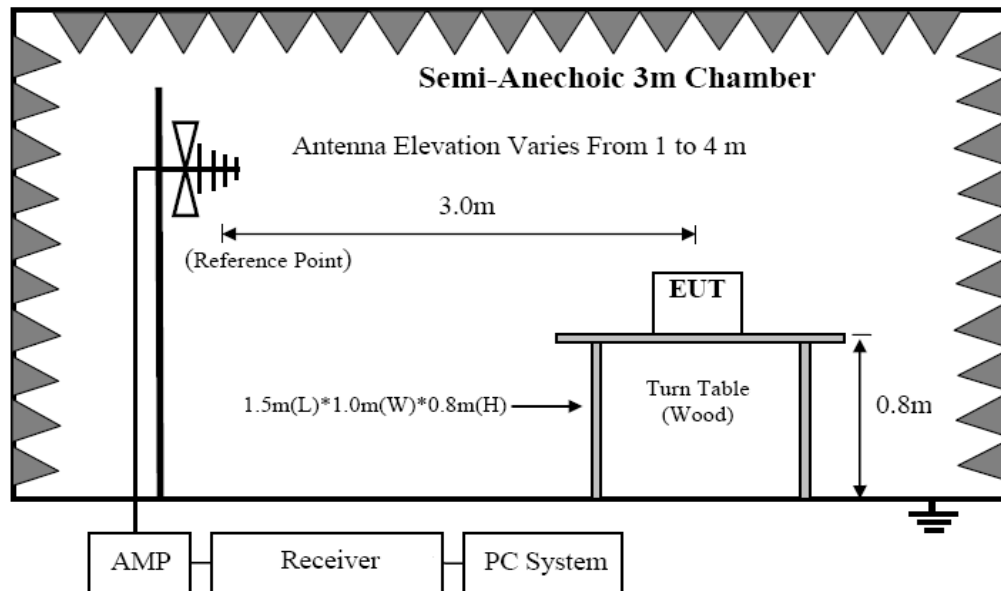 Semi-Anechoic 3m Chamber
Antenna Elevation Varies From 1 to 4 m
3.0m
(Reference Point)
EUT
1.5m(L)*1.0m(W)*0.8m(H)
Turn Table
(Wood)
0.8m
AMP
Receiver
PC System